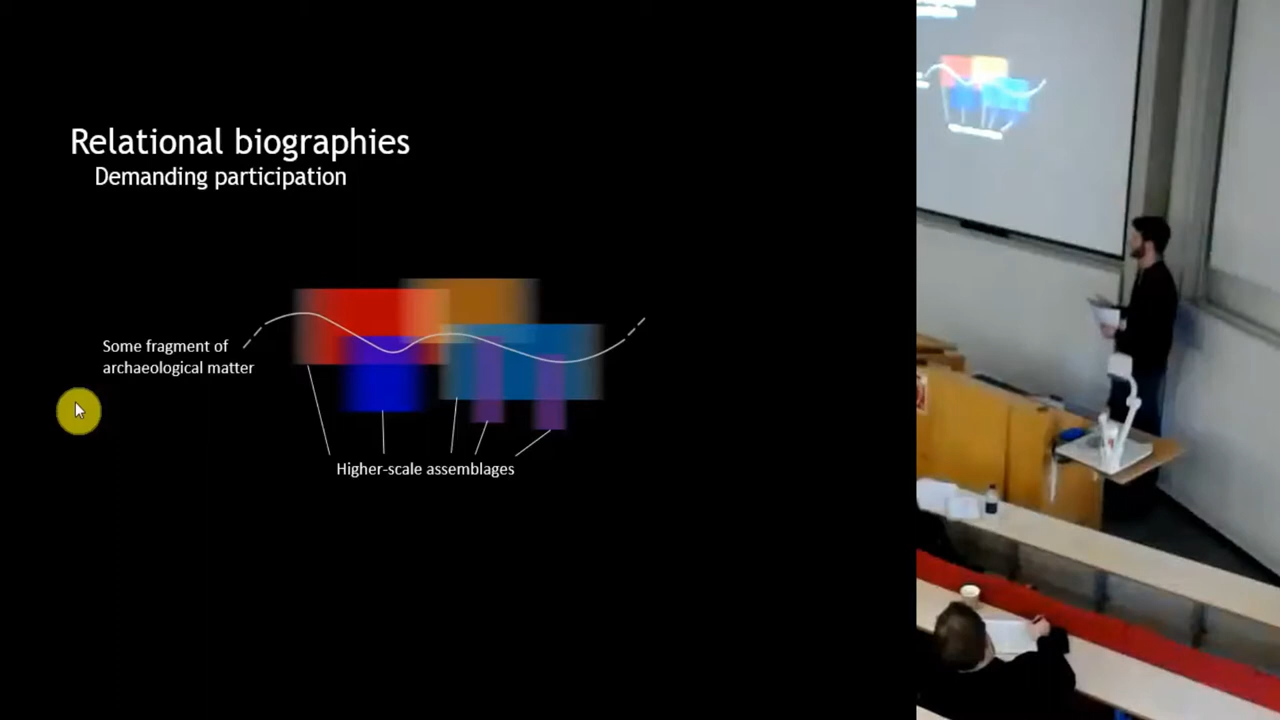 Relational biographies
Demanding participation
Some fragment of
archaeological matter
Higher-scale assemblages